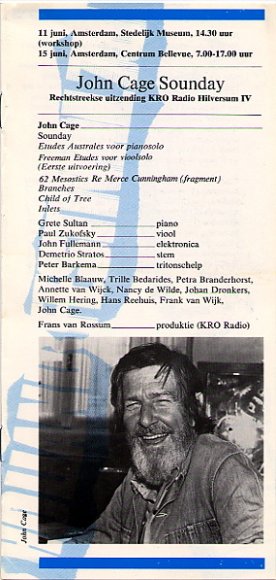 11 juni, Amsterdam, Stedelijk Museum, 14.30 uur
(workshop)
15 juni, Amsterdam, Centrum Bellevue, 7.00-17.00 uur
John Cage Sounday
Rechtstreekse uitzending KRO Radio Hilversum IV
John Cage
Sounday
Etudes Australes voor pianosolo
Freeman Etudes voor vioolsolo
(Eerste uitvoering)
62 Mesostics Re Merce Cunningham (fragment)
Branches
Child of Tree
Inlets
Grete Sultan piano
Paul Zukofsky viool
John Fullemann elektronica
Demetrio Stratos stem
Peter Barkema tritonschelp
Michelle Blaauw, Trille Bedarides, Petra Branderhorst,
Annette van Wijck, Nancy de Wilde, Johan Dronkers,
Willem Hering, Hans Reehuis, Frank van Wijk,
John Cage.
Frans van Rossum produktie (KRO Radio)
John Cage